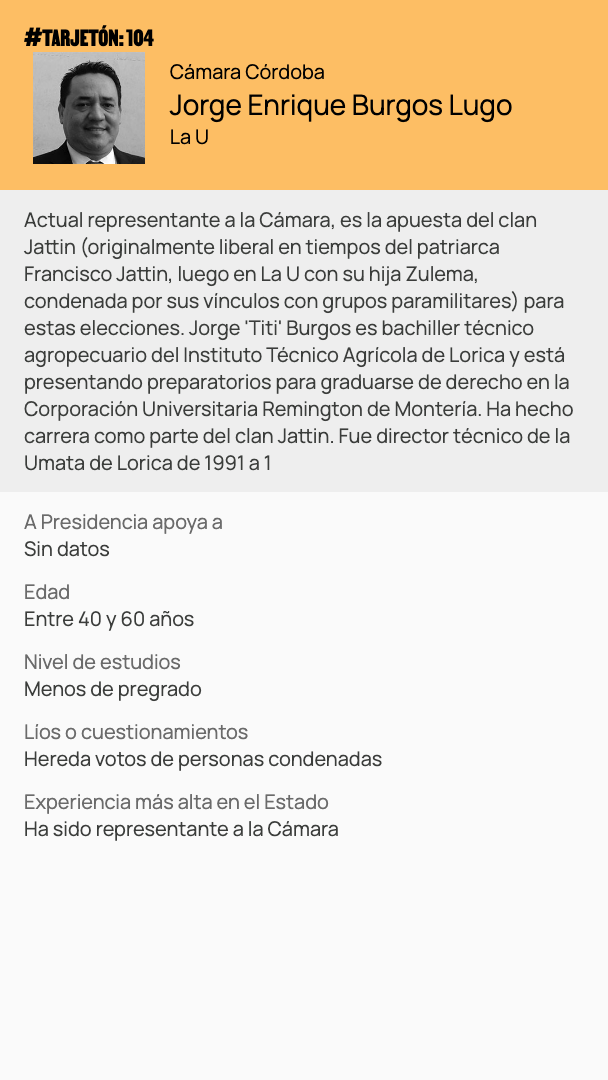 #TARJETÓN: 104
Cámara Córdoba
Jorge Enrique Burgos Lugo
La U
Actual representante a la Cámara, es la apuesta del clan
Jattin (originalmente liberal en tiempos del patriarca
Francisco Jattin, luego en La U con su hija Zulema,
condenada por sus vínculos con grupos paramilitares) para
estas elecciones. Jorge 'Titi' Burgos es bachiller técnico
agropecuario del Instituto Técnico Agrícola de Lorica y está
presentando preparatorios para graduarse de derecho en la
Corporación Universitaria Remington de Montería. Ha hecho
carrera como parte del clan Jattin. Fue director técnico de la
Umata de Lorica de 1991 a 1
A Presidencia apoya a
Sin datos
Edad
Entre 40 y 60 años
Nivel de estudios
Menos de pregrado
Líos o cuestionamientos
Hereda votos de personas condenadas
Experiencia más alta en el Estado
Ha sido representante a la Cámara